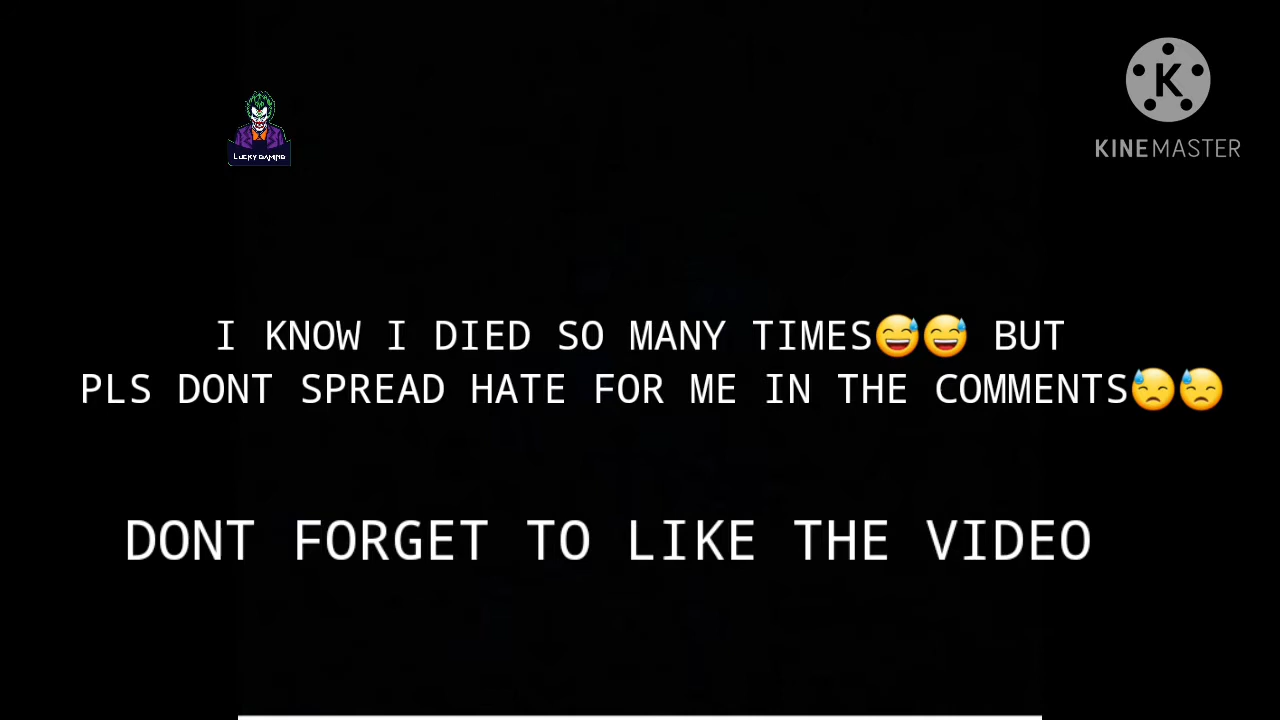 K
KINEMASTER
LUCKY GAMING
I KNOW I DIED SO MANY TIMES😅😅 BUT
PLS DONT SPREAD HATE FOR ME IN THE COMMENTS😓😓
DONT FORGET TO LIKE THE VIDEO